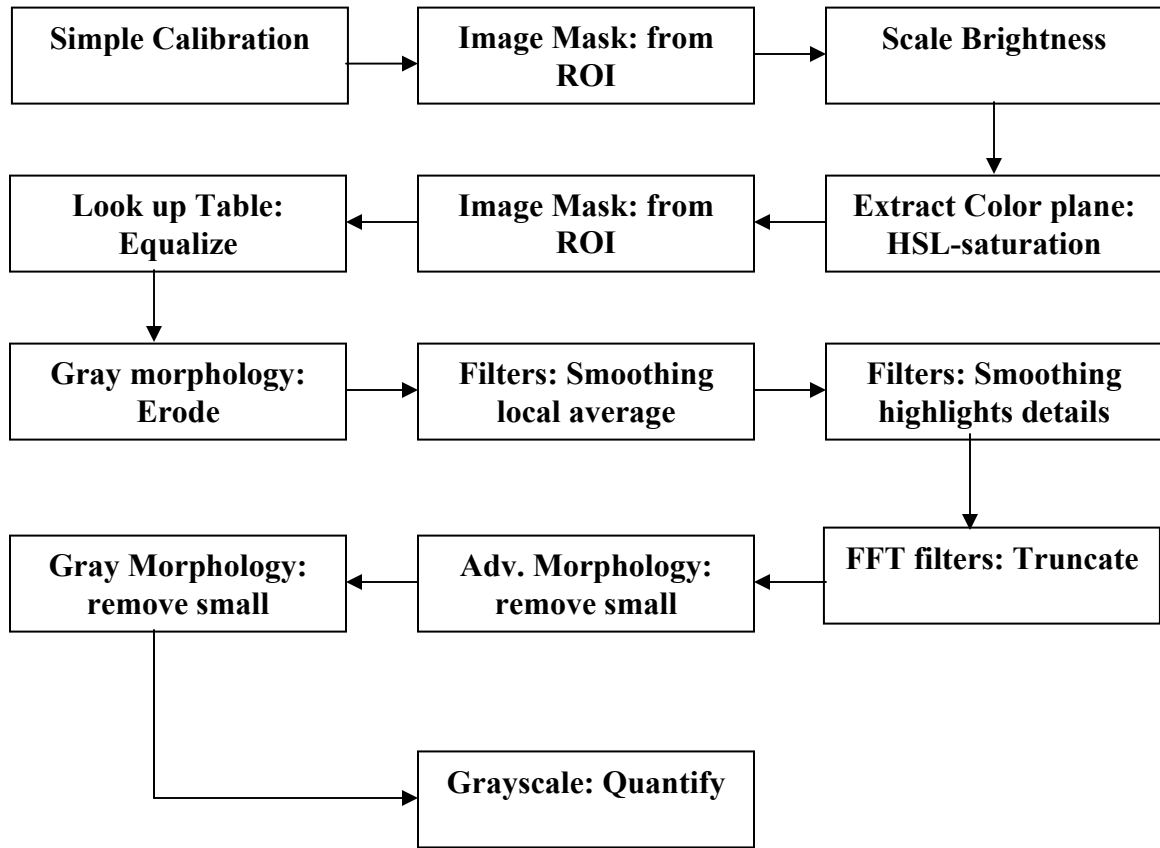 Simple Calibration
Image Mask: from
ROI
Scale Brightness
Extract Color plane:
HSL-saturation
Image Mask: from
ROI
Look up Table:
Equalize
Gray morphology:
Erode
Filters: Smoothing
local average
Filters: Smoothing
highlights details
FFT filters: Truncate
Adv. Morphology:
remove small
Gray Morphology:
remove small
Grayscale: Quantify